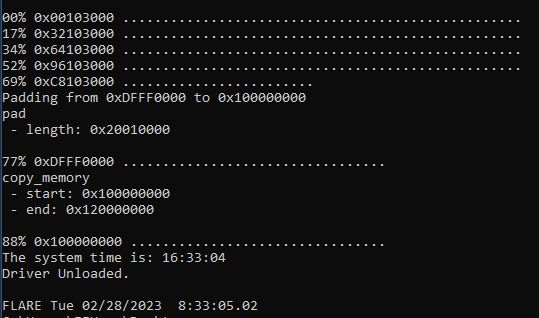 00% 0x00103000 ..................................................
17% 0x32103000 ..................................................
34% 0x64103000 ..................................................
52% 0x96103000 ..................................................
69% 0xC8103000 ........................
Padding from 0xDFFF0000 to 0x100000000
pad
 - length: 0x20010000
77% 0xDFFF0000 .................................
copy_memory
 - start: 0x100000000
 - end: 0x120000000
88% 0x100000000 ................................
The system time is: 16:33:04
Driver Unloaded.
FLARE Tue 02/28/2023  8:33:05.02